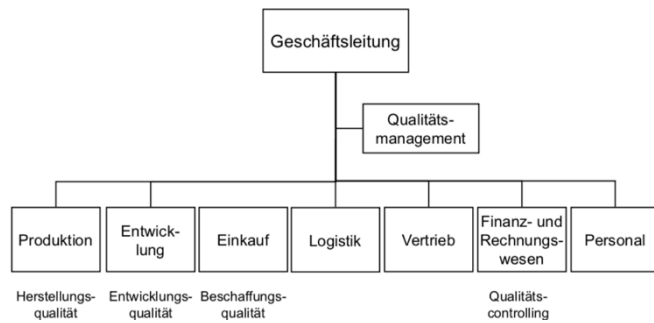 Geschäftsleitung
Qualitäts-
management
Produktion
Entwick-
lung
Einkauf
Logistik
Vertrieb
Finanz- und
Rechnungs-
wesen
Personal
Herstellungs-
qualität
Entwicklungs-
qualität
Beschaffungs-
qualität
Qualitäts-
controlling